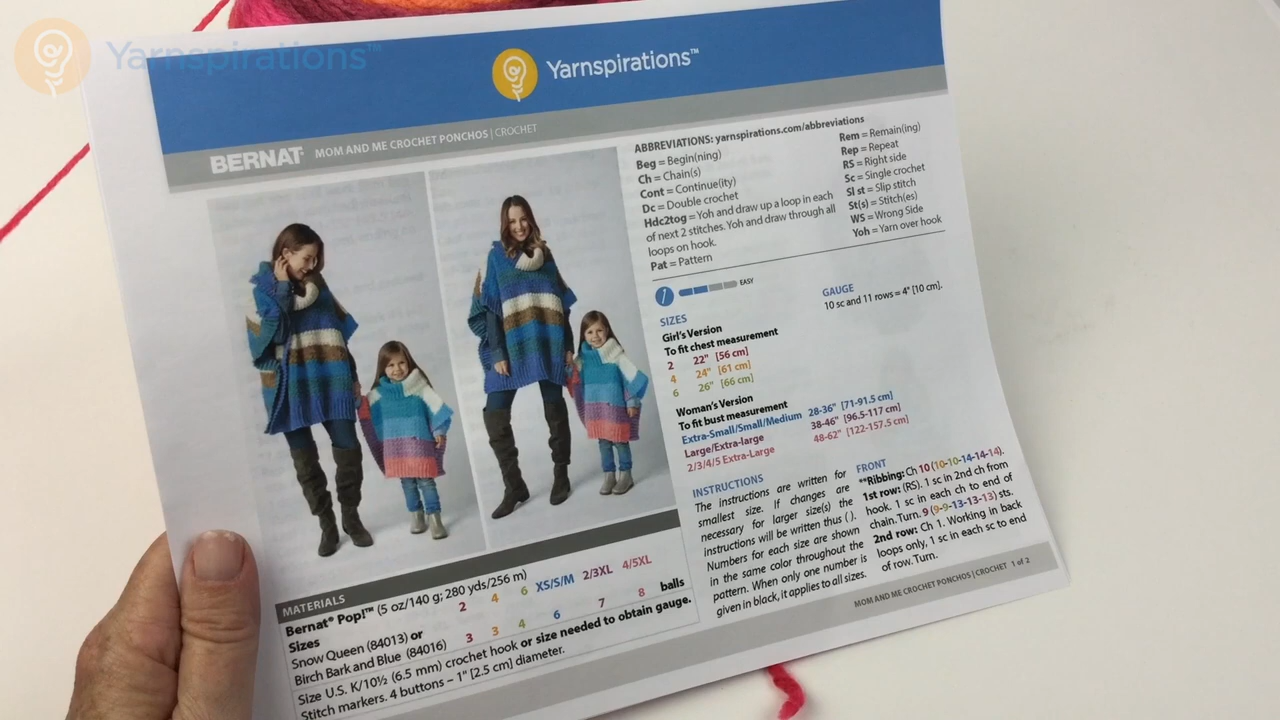 Yarnspirations™
Yarnspirations™
BERNAT® MOM AND ME CROCHET PONCHOS | CROCHET
ABBREVIATIONS: yarnspirations.com/abbreviations
Beg = Begin(ning)
Ch = Chain(s)
Cont = Continue(ity)
Dc = Double crochet
Hdc2tog = Yoh and draw up a loop in each
of next 2 stitches. Yoh and draw through all
loops on hook.
Pat = Pattern
Rem = Remain(ing)
Rep = Repeat
RS = Right side
Sc = Single crochet
Sl st = Slip stitch
St(s) = Stitch(es)
WS = Wrong Side
Yoh = Yarn over hook
EASY
SIZES
Girl's Version
To fit chest measurement
2 22" [56 cm]
4 24" [61 cm]
6 26" [66 cm]
Woman's Version
To fit bust measurement
Extra-Small/Small/Medium 28-36" [71-91.5 cm]
Large/Extra-large 38-46" [96.5-117 cm]
2/3/4/5 Extra-Large 48-62" [122-157.5 cm]
GAUGE
10 sc and 11 rows = 4" [10 cm].
INSTRUCTIONS
The instructions are written for
smallest size. If changes are
necessary for larger size(s) the
instructions will be written thus ( ).
Numbers for each size are shown
in the same color throughout the
pattern. When only one number is
given in black, it applies to all sizes.
FRONT
**Ribbing: Ch 10 (10-10-14-14-14).
1st row: (RS). 1 sc in 2nd ch from
hook. 1 sc in each ch to end of
chain. Turn. 9 (9-9-13-13-13) sts.
2nd row: Ch 1. Working in back
loops only, 1 sc in each sc to end
of row. Turn.
MATERIALS
Bernat® Pop!™ (5 oz/140 g; 280 yds/256 m)
Sizes 2 4 6 XS/S/M 2/3XL 4/5XL
Snow Queen (84013) or
Birch Bark and Blue (84016) 3 3 4 6 7 8 balls
Size U.S. K/10½ (6.5 mm) crochet hook or size needed to obtain gauge.
Stitch markers. 4 buttons – 1" [2.5 cm] diameter.
MOM AND ME CROCHET PONCHOS | CROCHET 1 of 2